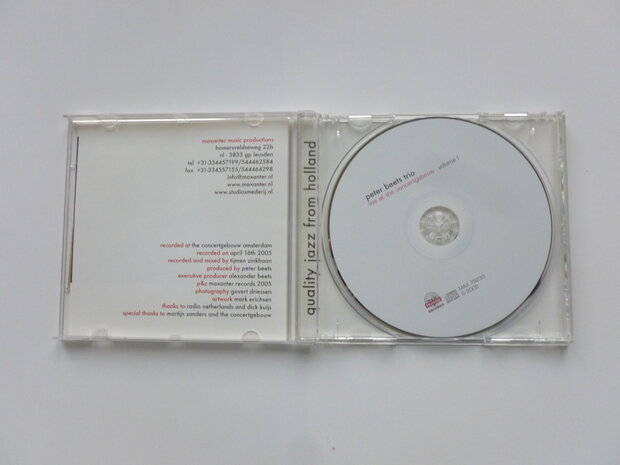 maxanter music productions
hamersveldseweg 22b
nl - 3833 gp leusden
tel +31-334457199/544462584
fax +31-334557155/544464298
info@maxanter.nl
www.maxanter.nl
www.studiosmederij.nl
recorded at the concertgebouw amsterdam
recorded on april 16th 2005
recorded and mixed by tijmen zinkhaan
produced by peter beets
executive producer alexander beets
p&c maxanter records 2005
photography govert driessen
artwork mark erichsen
thanks to radio netherlands and dick kuijs
special thanks to martijn sanders and the concertgebouw
quality jazz from holland
peter beets trio
live at the concertgebouw - volume 1